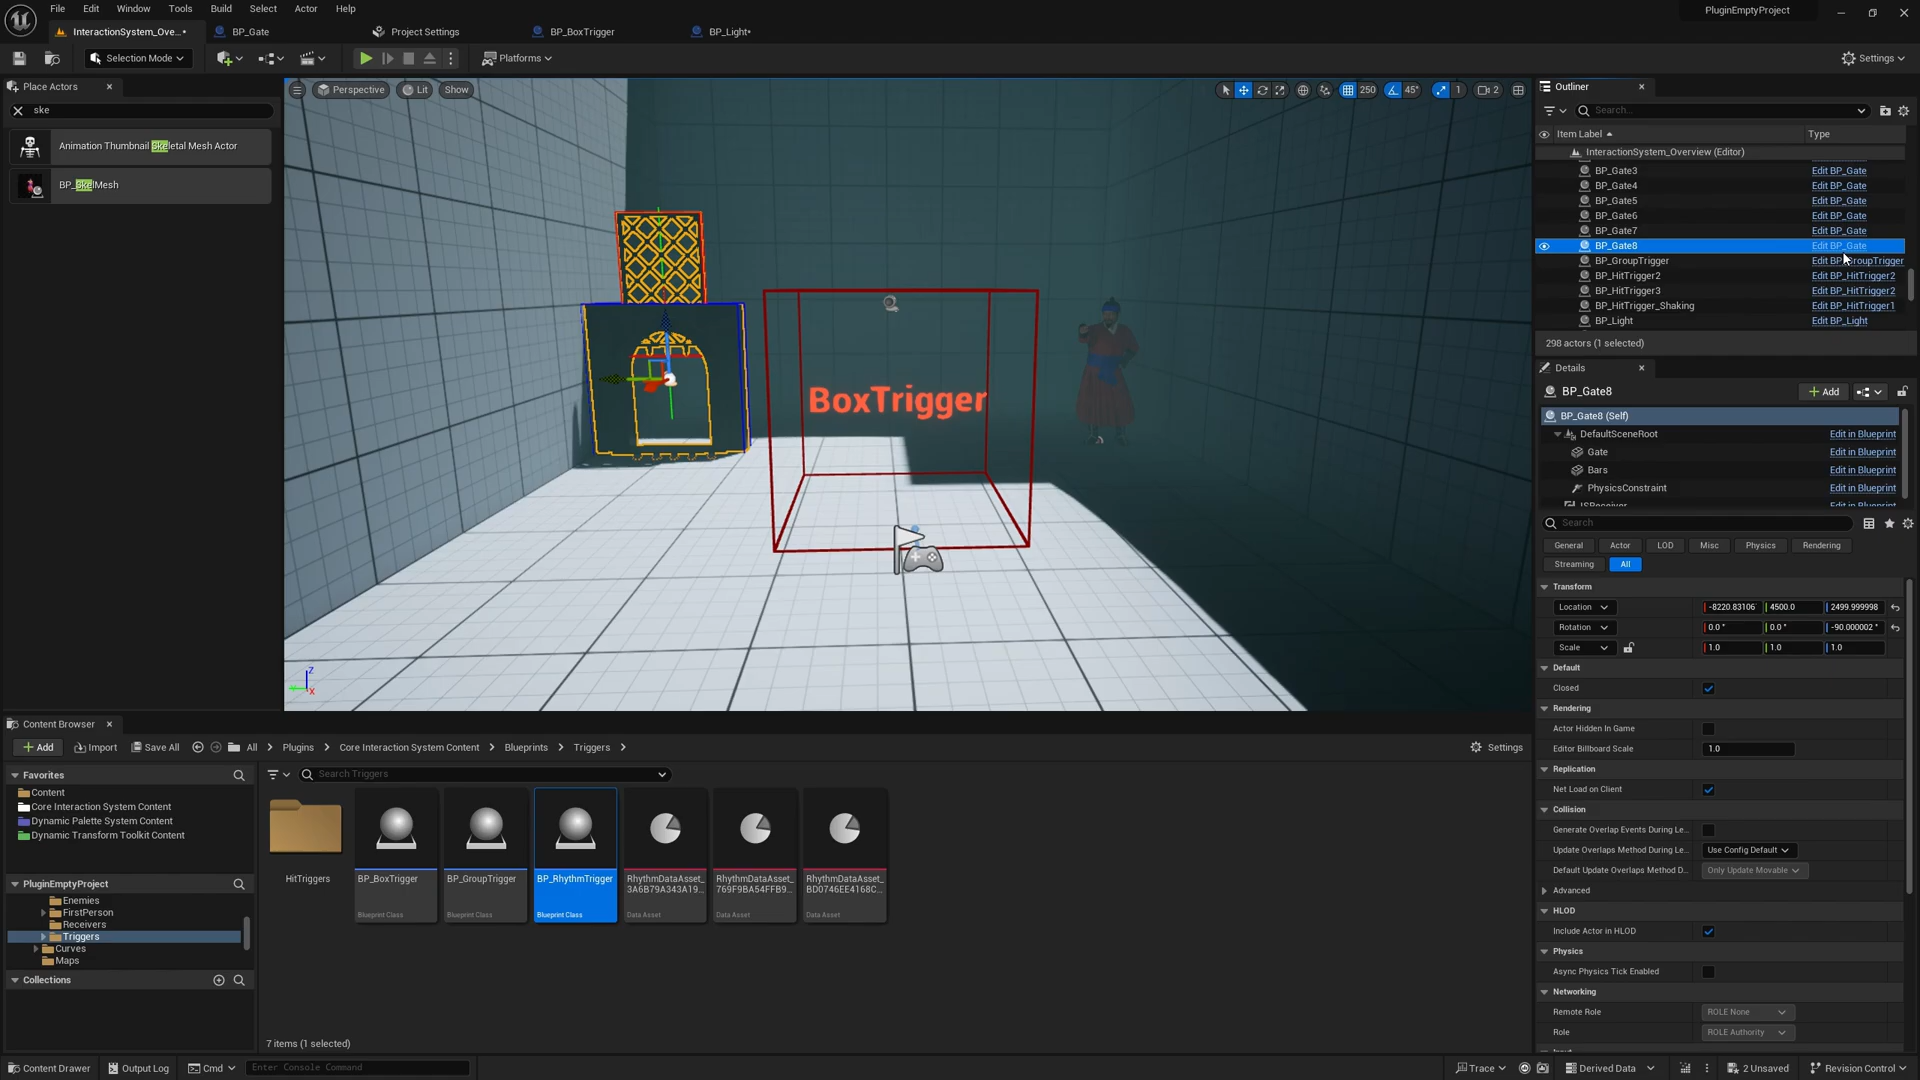 File Edit Window Tools Build Select Actor Help
PluginEmptyProject
InteractionSystem_Ove...•
BP_Gate
Project Settings
BP_BoxTrigger
BP_Light•
Selection Mode
Platforms
Settings
Place Actors
ske
Animation Thumbnail Skeletal Mesh Actor
BP_SkelMesh
Perspective
Lit
Show
250
45°
1
2
BoxTrigger
Z
X
Outliner
Search...
Item Label
Type
InteractionSystem_Overview (Editor)
BP_Gate3 Edit BP_Gate
BP_Gate4 Edit BP_Gate
BP_Gate5 Edit BP_Gate
BP_Gate6 Edit BP_Gate
BP_Gate7 Edit BP_Gate
BP_Gate8 Edit BP_Gate
BP_GroupTrigger Edit BP_GroupTrigger
BP_HitTrigger2 Edit BP_HitTrigger2
BP_HitTrigger3 Edit BP_HitTrigger2
BP_HitTrigger_Shaking Edit BP_HitTrigger1
BP_Light Edit BP_Light
298 actors (1 selected)
Details
BP_Gate8
Add
BP_Gate8 (Self)
DefaultSceneRoot Edit in Blueprint
Gate Edit in Blueprint
Bars Edit in Blueprint
PhysicsConstraint Edit in Blueprint
ISReceiver Edit in Blueprint
Search
General Actor LOD Misc Physics Rendering
Streaming All
Transform
Location -8220.83106 4500.0 2499.999998
Rotation 0.0 ° 0.0 ° -90.000002 °
Scale 1.0 1.0 1.0
Default
Closed
Rendering
Actor Hidden In Game
Editor Billboard Scale 1.0
Replication
Net Load on Client
Collision
Generate Overlap Events During Le...
Update Overlaps Method During Le... Use Config Default
Default Update Overlaps Method D... Only Update Movable
Advanced
HLOD
Include Actor in HLOD
Physics
Async Physics Tick Enabled
Networking
Remote Role ROLE None
Role ROLE Authority
Content Browser
Add Import Save All All Plugins Core Interaction System Content Blueprints Triggers Settings
Favorites
Content
Core Interaction System Content
Dynamic Palette System Content
Dynamic Transform Toolkit Content
PluginEmptyProject
Enemies
FirstPerson
Receivers
Triggers
Curves
Maps
Collections
Search Triggers
HitTriggers
BP_BoxTrigger
Blueprint Class
BP_GroupTrigger
Blueprint Class
BP_RhythmTrigger
Blueprint Class
RhythmDataAsset_
3A6B79A343A19...
Data Asset
RhythmDataAsset_
769F9BA54FFB9...
Data Asset
RhythmDataAsset_
BD0746EE4168C...
Data Asset
7 items (1 selected)
Content Drawer Output Log Cmd Enter Console Command Trace Derived Data 2 Unsaved Revision Control